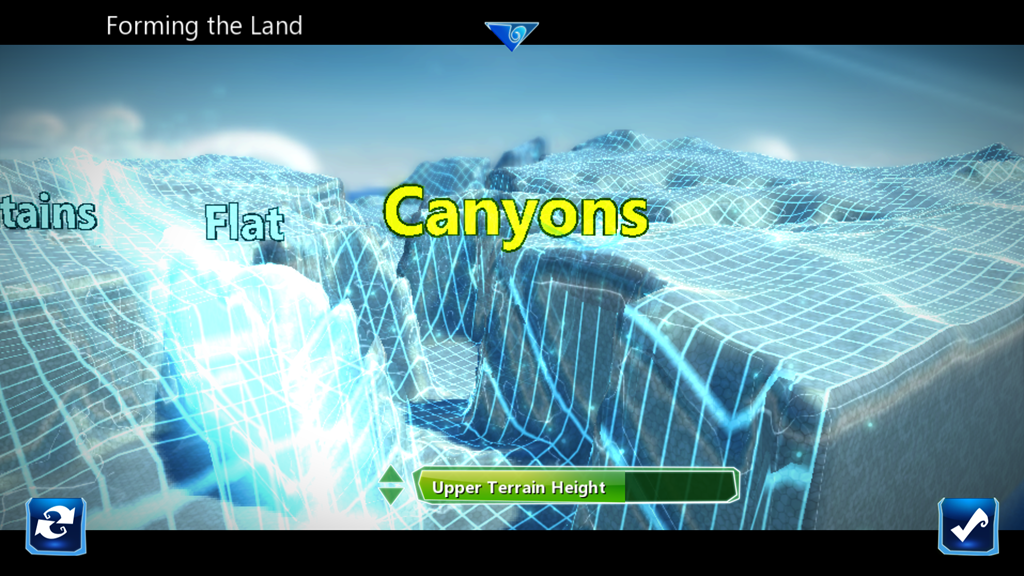 Forming the Land
tains
Flat
Canyons
Upper Terrain Height